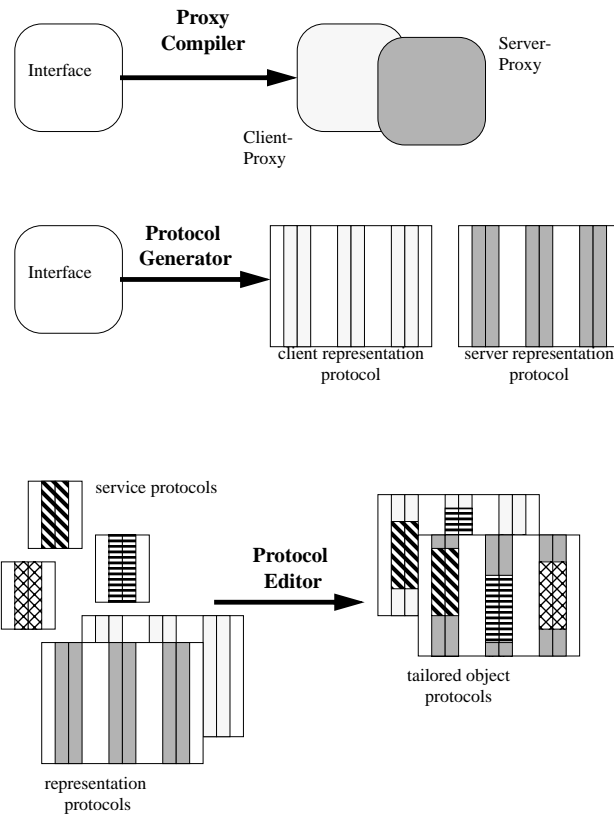 Proxy
Compiler
Interface
Server-
Proxy
Client-
Proxy
Protocol
Generator
Interface
client representation
protocol
server representation
protocol
service protocols
Protocol
Editor
tailored object
protocols
representation
protocols